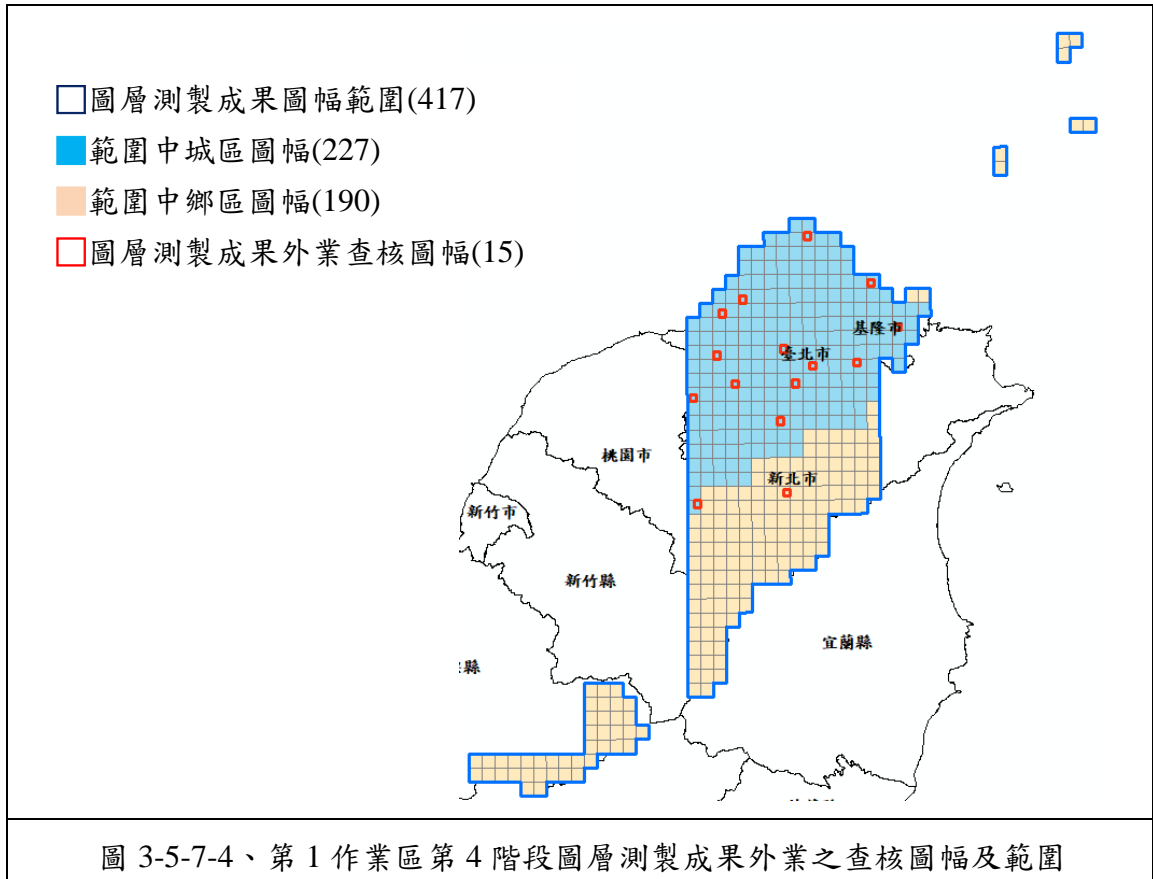 圖層測製成果圖幅範圍(417)
範圍中城區圖幅(227)
範圍中鄉區圖幅(190)
圖層測製成果外業查核圖幅(15)
基隆市
臺北市
桃園市
新北市
新竹市
新竹縣
宜蘭縣
縣
圖 3-5-7-4、第 1 作業區第 4 階段圖層測製成果外業之查核圖幅及範圍